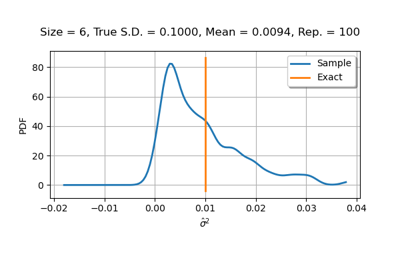 Size = 6, True S.D. = 0.1000, Mean = 0.0094, Rep. = 100
Sample
Exact
PDF
80
60
40
20
0
−0.02 −0.01 0.00 0.01 0.02 0.03 0.04
σ̂²